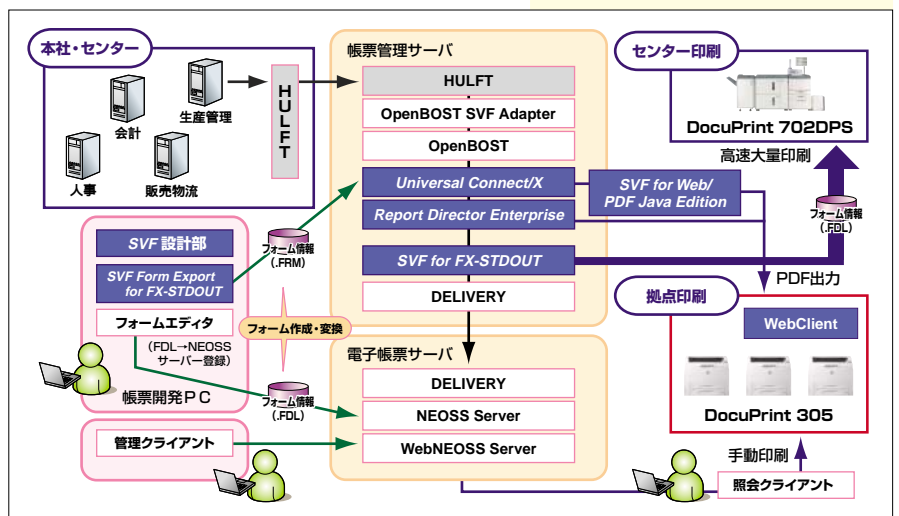 本社・センター
会計
生産管理
人事
販売物流
HULFT
帳票管理サーバ
HULFT
OpenBOST SVF Adapter
OpenBOST
Universal Connect/X
Report Director Enterprise
SVF for FX-STDOUT
DELIVERY
SVF for Web/
PDF Java Edition
センター印刷
DocuPrint 702DPS
高速大量印刷
フォーム情報
(.FDL)
PDF出力
拠点印刷
WebClient
DocuPrint 305
手動印刷
照会クライアント
SVF 設計部
SVF Form Export
for FX-STDOUT
フォームエディタ
(FDL→NEOSS
サーバー登録)
帳票開発PC
フォーム情報
(.FRM)
フォーム作成・変換
フォーム情報
(.FDL)
管理クライアント
電子帳票サーバ
DELIVERY
NEOSS Server
WebNEOSS Server